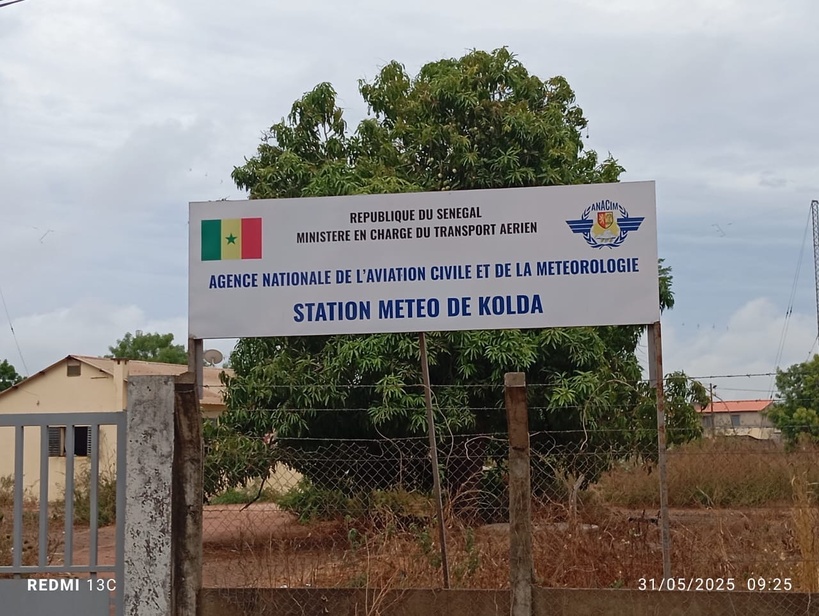 REPUBLIQUE DU SENEGAL
MINISTERE EN CHARGE DU TRANSPORT AERIEN
ANACIM
AGENCE NATIONALE DE L'AVIATION CIVILE ET DE LA METEOROLOGIE
STATION METEO DE KOLDA
REDMI 13C
31/05/2025 09:25